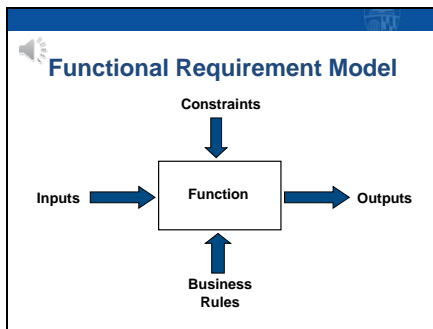 Functional Requirement Model
Constraints
Inputs
Function
Outputs
Business
Rules